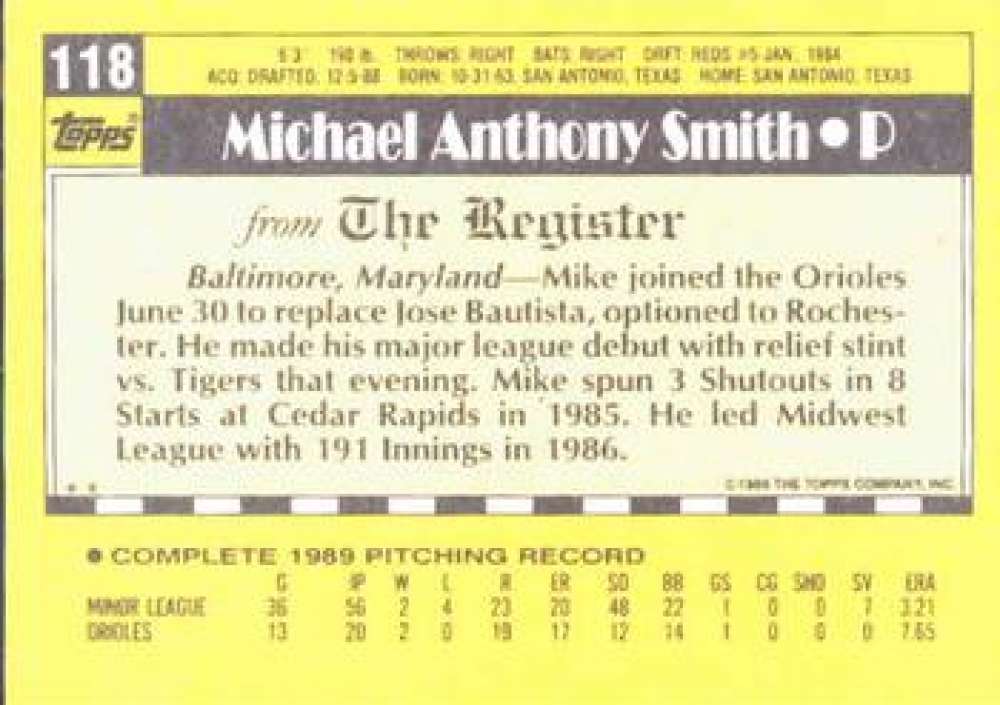 118
6'3" 190 lb. THROWS: RIGHT BATS: RIGHT DRFT: REDS #5-JAN., 1984
ACQ: DRAFTED, 12-5-88 BORN: 10-31-63, SAN ANTONIO, TEXAS HOME: SAN ANTONIO, TEXAS
Topps
Michael Anthony Smith • P
from The Register
Baltimore, Maryland—Mike joined the Orioles
June 30 to replace Jose Bautista, optioned to Roches-
ter. He made his major league debut with relief stint
vs. Tigers that evening. Mike spun 3 Shutouts in 8
Starts at Cedar Rapids in 1985. He led Midwest
League with 191 Innings in 1986.
* * © THE TOPPS COMPANY, INC.
• COMPLETE 1989 PITCHING RECORD
G IP W L R ER SO BB GS CG SHO SV ERA
MINOR LEAGUE 36 56 2 4 23 20 48 22 1 0 0 7 3.21
ORIOLES 13 20 2 0 19 17 12 14 1 0 0 0 7.65